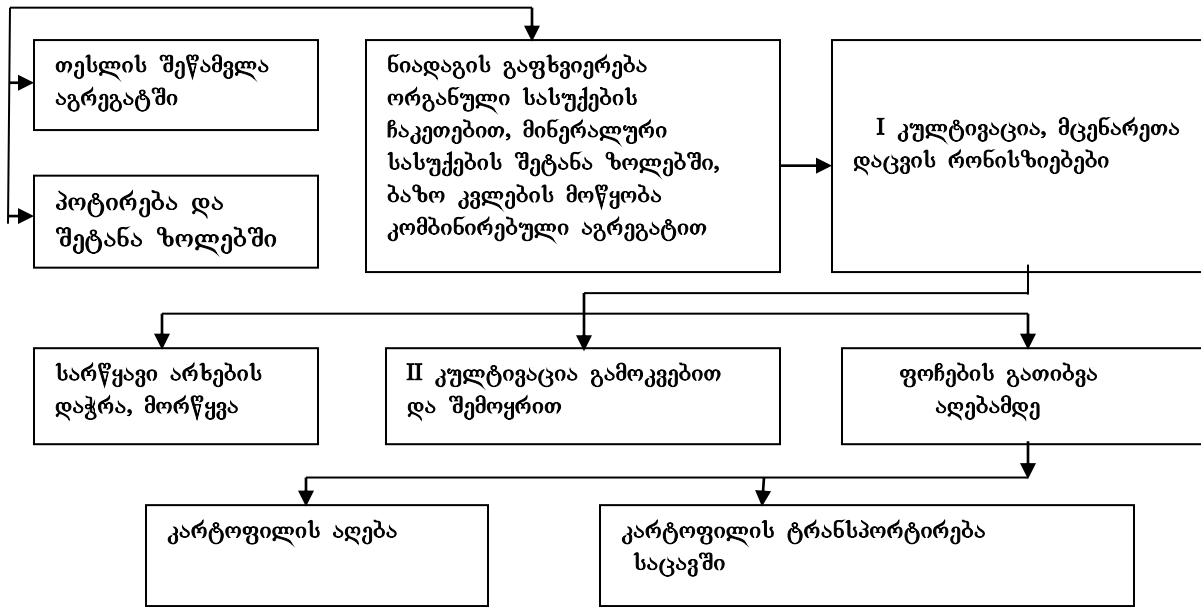 თესლის შეწამვლა
აგრეგატში
ნიადაგის გაფხვიერება
ორგანული სასუქების
ჩაკეთებით, მინერალური
სასუქების შეტანა ზოლებში,
ბაზო კვლების მოწყობა
კომბინირებული აგრეგატით
I კულტივაცია, მცენარეთა
დაცვის რონისზიებები
პოტირება და
შეტანა ზოლებში
სარწყავი არხების
დაჭრა, მორწყვა
II კულტივაცია გამოკვებით
და შემოყრით
ფოჩების გათიბვა
აღებამდე
კარტოფილის აღება
კარტოფილის ტრანსპორტირება
საცავში